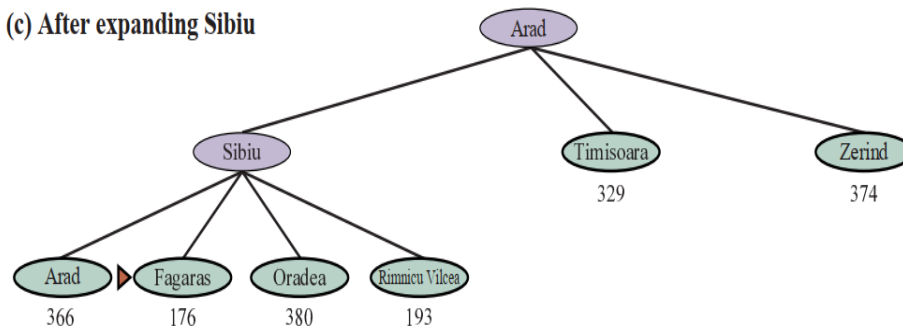 (c) After expanding Sibiu
Arad
Sibiu
Timisoara
Zerind
329
374
Arad
Fagaras
Oradea
Rimnicu Vilcea
366
176
380
193